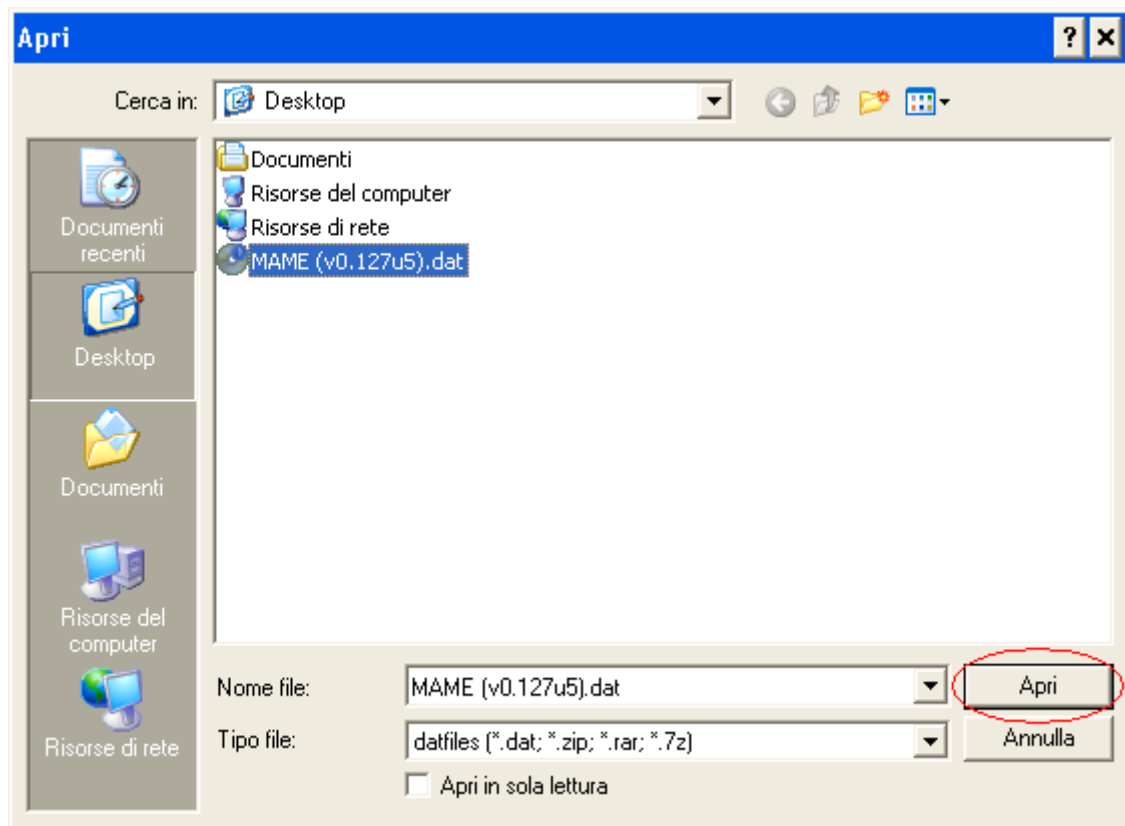 Apri
Cerca in:
Desktop
Documenti recenti
Desktop
Documenti
Risorse del computer
Risorse di rete
Documenti
Risorse del computer
Risorse di rete
MAME (v0.127u5).dat
Nome file:
MAME (v0.127u5).dat
Apri
Tipo file:
datfiles (*.dat; *.zip; *.rar; *.7z)
Annulla
Apri in sola lettura